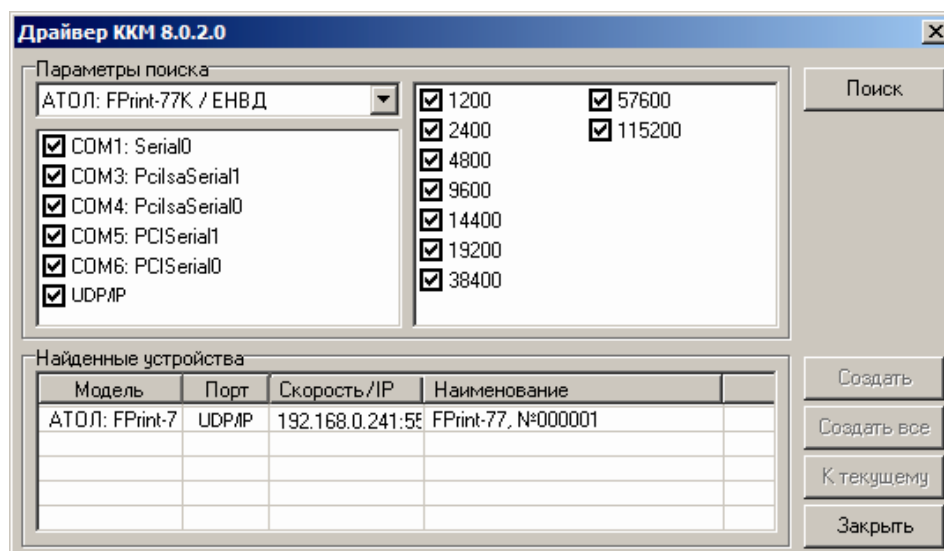 Драйвер ККМ 8.0.2.0
Параметры поиска
АТОЛ: FPrint-77К / ЕНВД
COM1: Serial0
COM3: PciIsaSerial1
COM4: PciIsaSerial0
COM5: PCISerial1
COM6: PCISerial0
UDP/IP
1200
2400
4800
9600
14400
19200
38400
57600
115200
Поиск
Найденные устройства
Модель Порт Скорость/IP Наименование
АТОЛ: FPrint-7 UDP/IP 192.168.0.241:55 FPrint-77, №000001
Создать
Создать все
К текущему
Закрыть